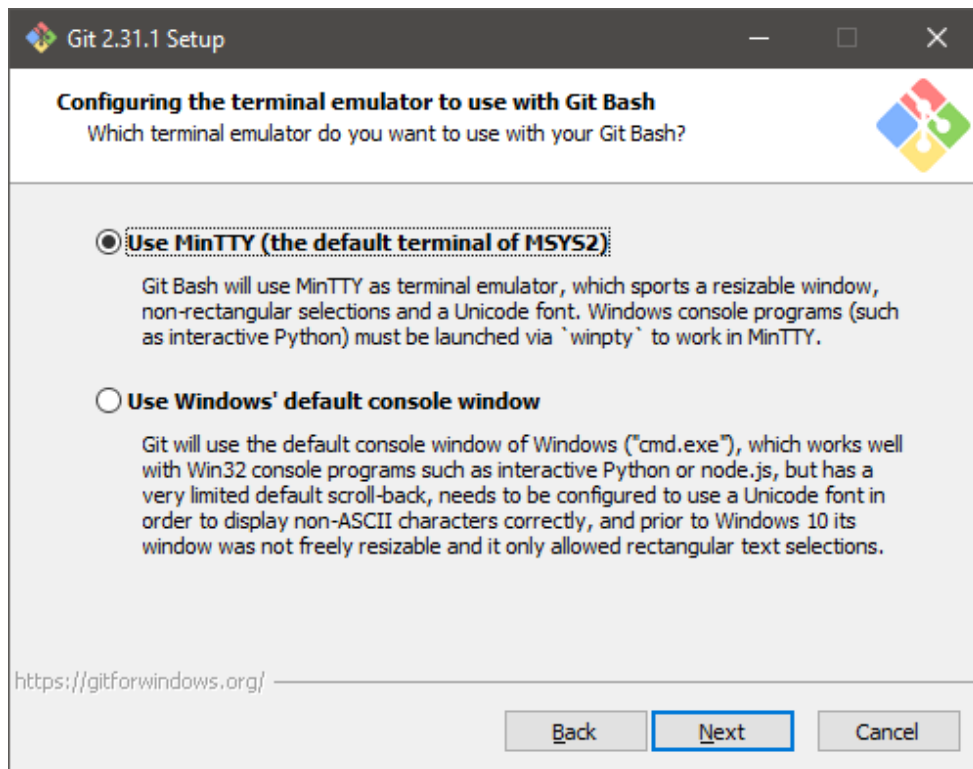 Git 2.31.1 Setup
Configuring the terminal emulator to use with Git Bash
Which terminal emulator do you want to use with your Git Bash?
Use MinTTY (the default terminal of MSYS2)
Git Bash will use MinTTY as terminal emulator, which sports a resizable window,
non-rectangular selections and a Unicode font. Windows console programs (such
as interactive Python) must be launched via `winpty` to work in MinTTY.
Use Windows' default console window
Git will use the default console window of Windows ("cmd.exe"), which works well
with Win32 console programs such as interactive Python or node.js, but has a
very limited default scroll-back, needs to be configured to use a Unicode font in
order to display non-ASCII characters correctly, and prior to Windows 10 its
window was not freely resizable and it only allowed rectangular text selections.
https://gitforwindows.org/
Back Next Cancel